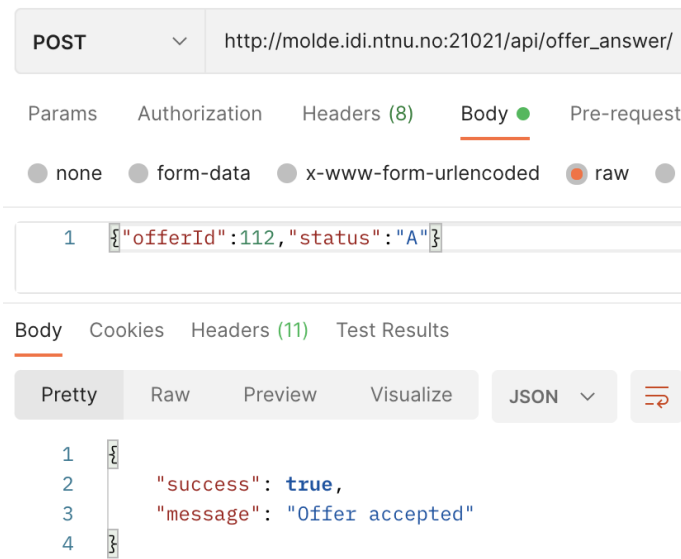 POST http://molde.idi.ntnu.no:21021/api/offer_answer/
Params Authorization Headers (8) Body Pre-request
none form-data x-www-form-urlencoded raw
1 {"offerId":112,"status":"A"}
Body Cookies Headers (11) Test Results
Pretty Raw Preview Visualize JSON
1 {
2 "success": true,
3 "message": "Offer accepted"
4 }